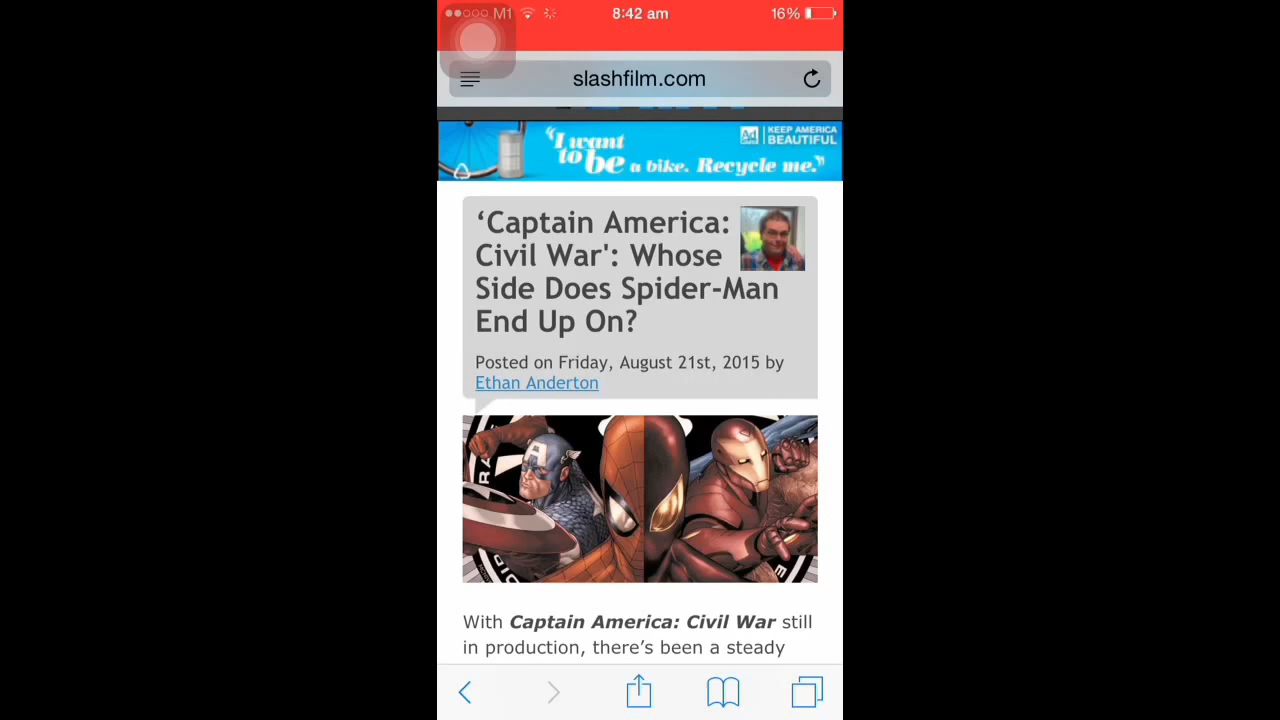 M1 8:42 am 16%
slashfilm.com
"I want
to be a bike. Recycle me."
Ad
KEEP AMERICA
BEAUTIFUL
‘Captain America:
Civil War': Whose
Side Does Spider-Man
End Up On?
Posted on Friday, August 21st, 2015 by
Ethan Anderton
A
With Captain America: Civil War still
in production, there’s been a steady